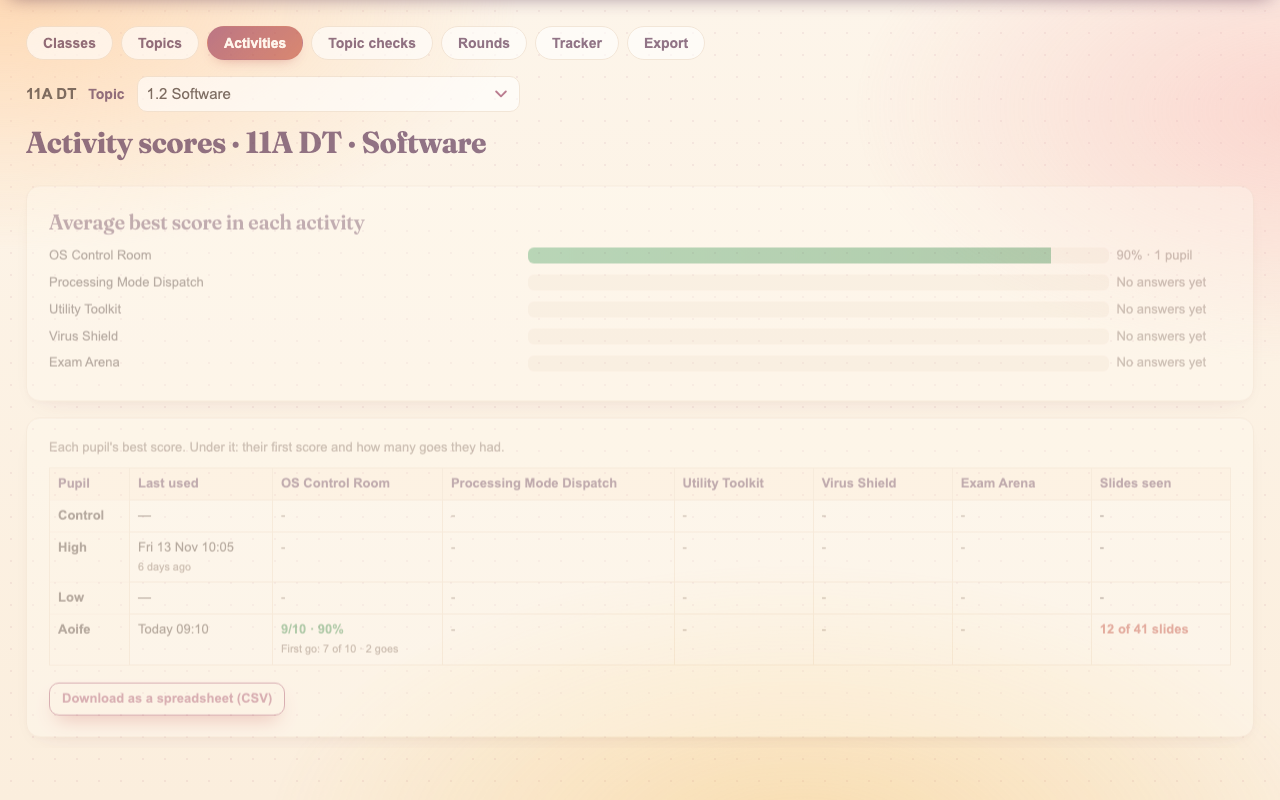 Classes Topics Activities Topic checks Rounds Tracker Export
11A DT Topic 1.2 Software
Activity scores · 11A DT · Software
Average best score in each activity
OS Control Room 90% · 1 pupil
Processing Mode Dispatch No answers yet
Utility Toolkit No answers yet
Virus Shield No answers yet
Exam Arena No answers yet
Each pupil's best score. Under it: their first score and how many goes they had.
Pupil Last used OS Control Room Processing Mode Dispatch Utility Toolkit Virus Shield Exam Arena Slides seen
Control — - - - - - -
High Fri 13 Nov 10:05 - - - - - -
6 days ago
Low — - - - - - -
Aoife Today 09:10 9/10 · 90% - - - - 12 of 41 slides
First go: 7 of 10 · 2 goes
Download as a spreadsheet (CSV)